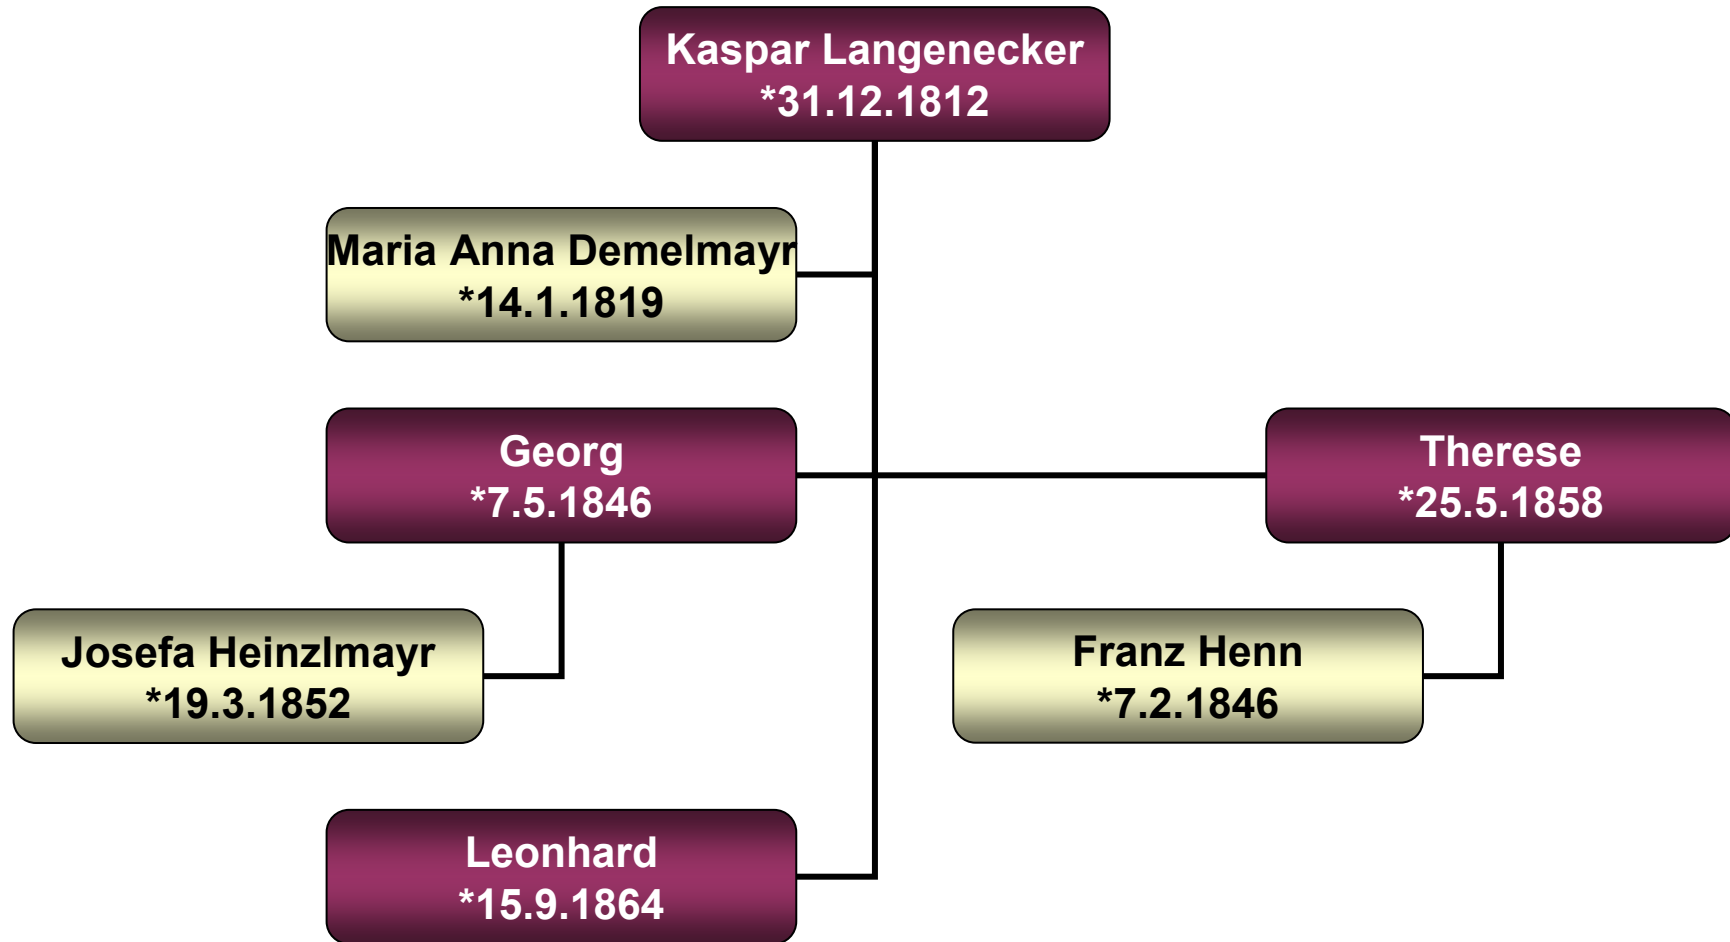 Kaspar Langenecker
*31.12.1812
Maria Anna Demelmayr
*14.1.1819
Georg
*7.5.1846
Therese
*25.5.1858
Josefa Heinzlmayr
*19.3.1852
Franz Henn
*7.2.1846
Leonhard
*15.9.1864